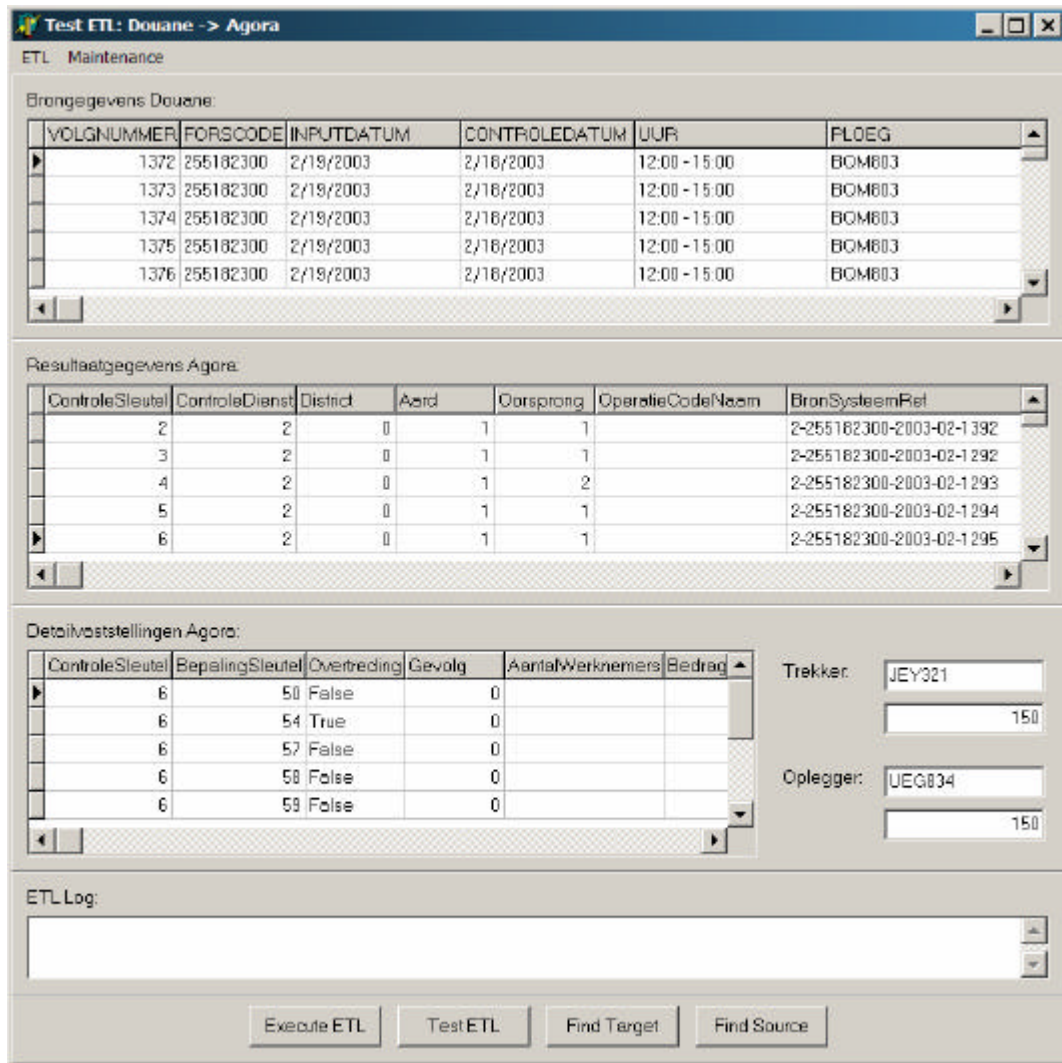 Test ETL: Douane -> Agora
ETL Maintenance
Brongegevens Douane:
VOLGNUMMER FORSCODE INPUTDATUM CONTROLEDATUM UUR PLOEG
1372 255182300 2/19/2003 2/18/2003 12:00 - 15:00 BQM803
1373 255182300 2/19/2003 2/18/2003 12:00 - 15:00 BQM803
1374 255182300 2/19/2003 2/18/2003 12:00 - 15:00 BQM803
1375 255182300 2/19/2003 2/18/2003 12:00 - 15:00 BQM803
1376 255182300 2/19/2003 2/18/2003 12:00 - 15:00 BQM803
Resultaatgegevens Agora:
ControleSleutel ControleDienst District Aard Oorsprong OperatieCodeNaam BronSysteemRef
2 2 0 1 1 2-255182300-2003-02-1392
3 2 0 1 1 2-255182300-2003-02-1292
4 2 0 1 2 2-255182300-2003-02-1293
5 2 0 1 1 2-255182300-2003-02-1294
6 2 0 1 1 2-255182300-2003-02-1295
Detailvaststellingen Agora:
ControleSleutel BepalingSleutel Overtreding Gevolg AantalWerknemers Bedrag
6 50 False 0
6 54 True 0
6 57 False 0
6 58 False 0
6 59 False 0
Trekker: JEY321
150
Oplegger: UEG834
150
ETL Log:
Execute ETL Test ETL Find Target Find Source